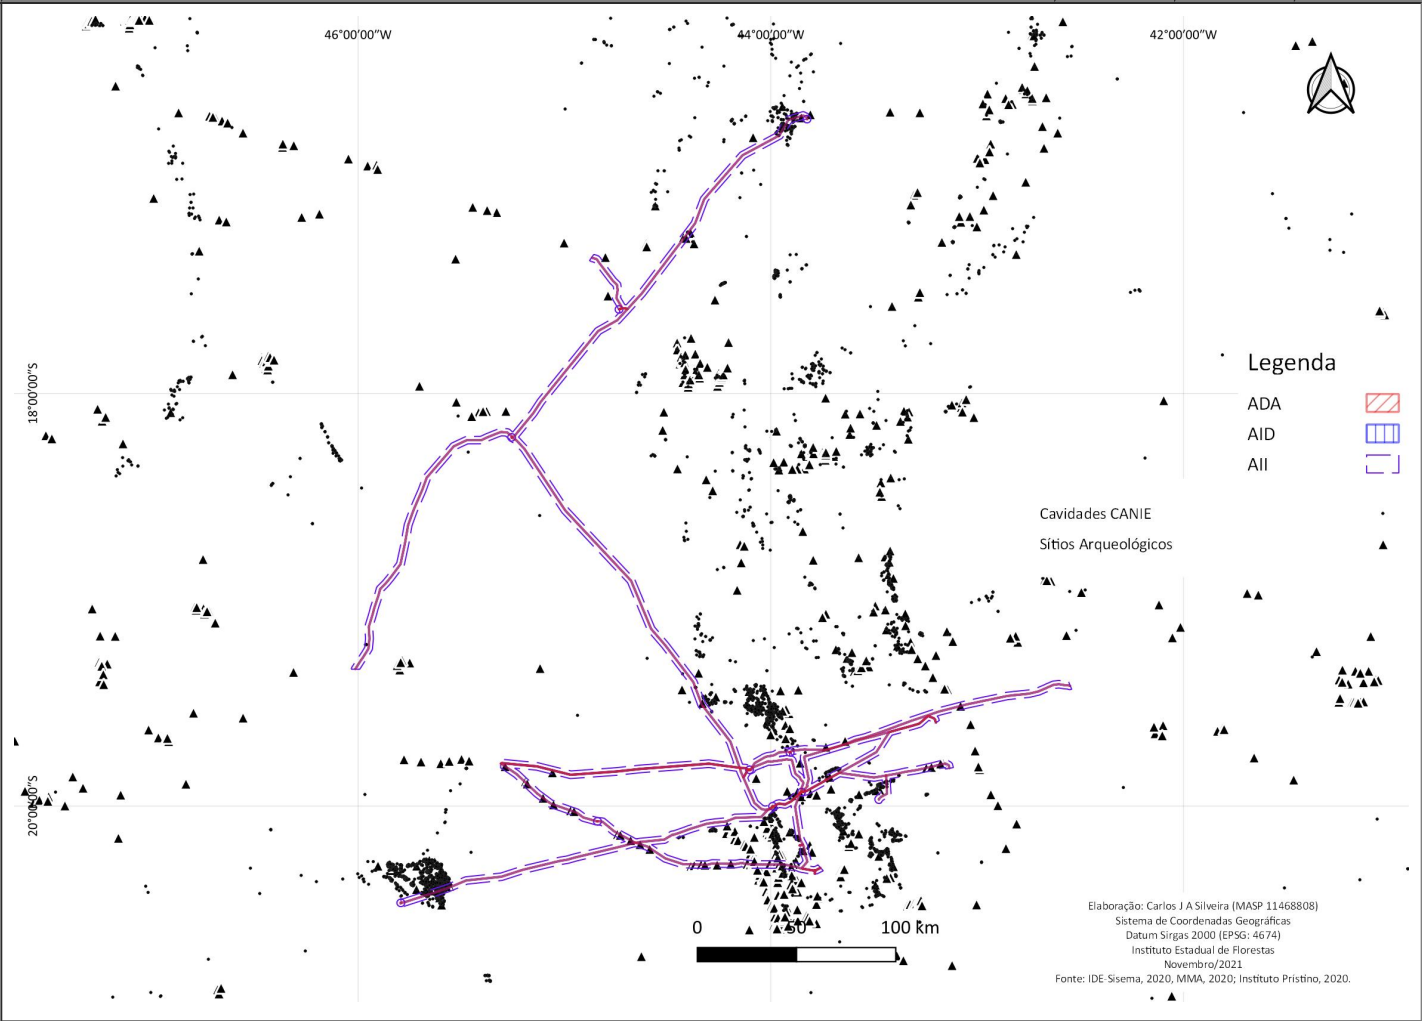 46°00′00″W
44°00′00″W
42°00′00″W
18°00′00″S
Legenda
ADA
AID
AII
Cavidades CANIE
Sítios Arqueológicos
20°00′00″S
0 50 100 km
Elaboração: Carlos J A Silveira (MASP 11468808)
Sistema de Coordenadas Geográficas
Datum Sirgas 2000 (EPSG: 4674)
Instituto Estadual de Florestas
Novembro/2021
Fonte: IDE-Sisema, 2020, MMA, 2020; Instituto Pristino, 2020.